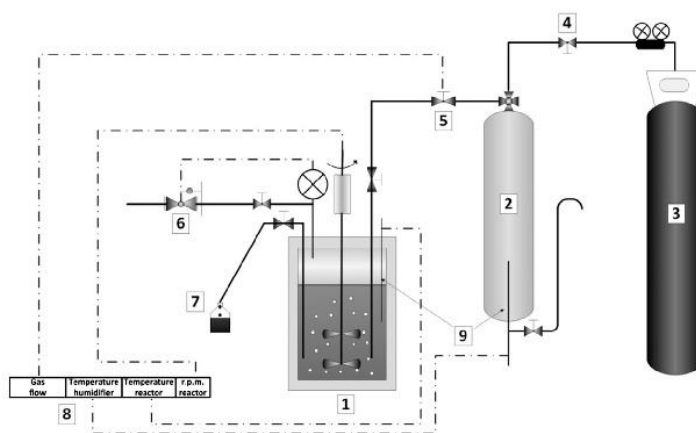 4
5
2
3
6
7
9
Gas flow
Temperature humidifier
Temperature reactor
r.p.m. reactor
8
1